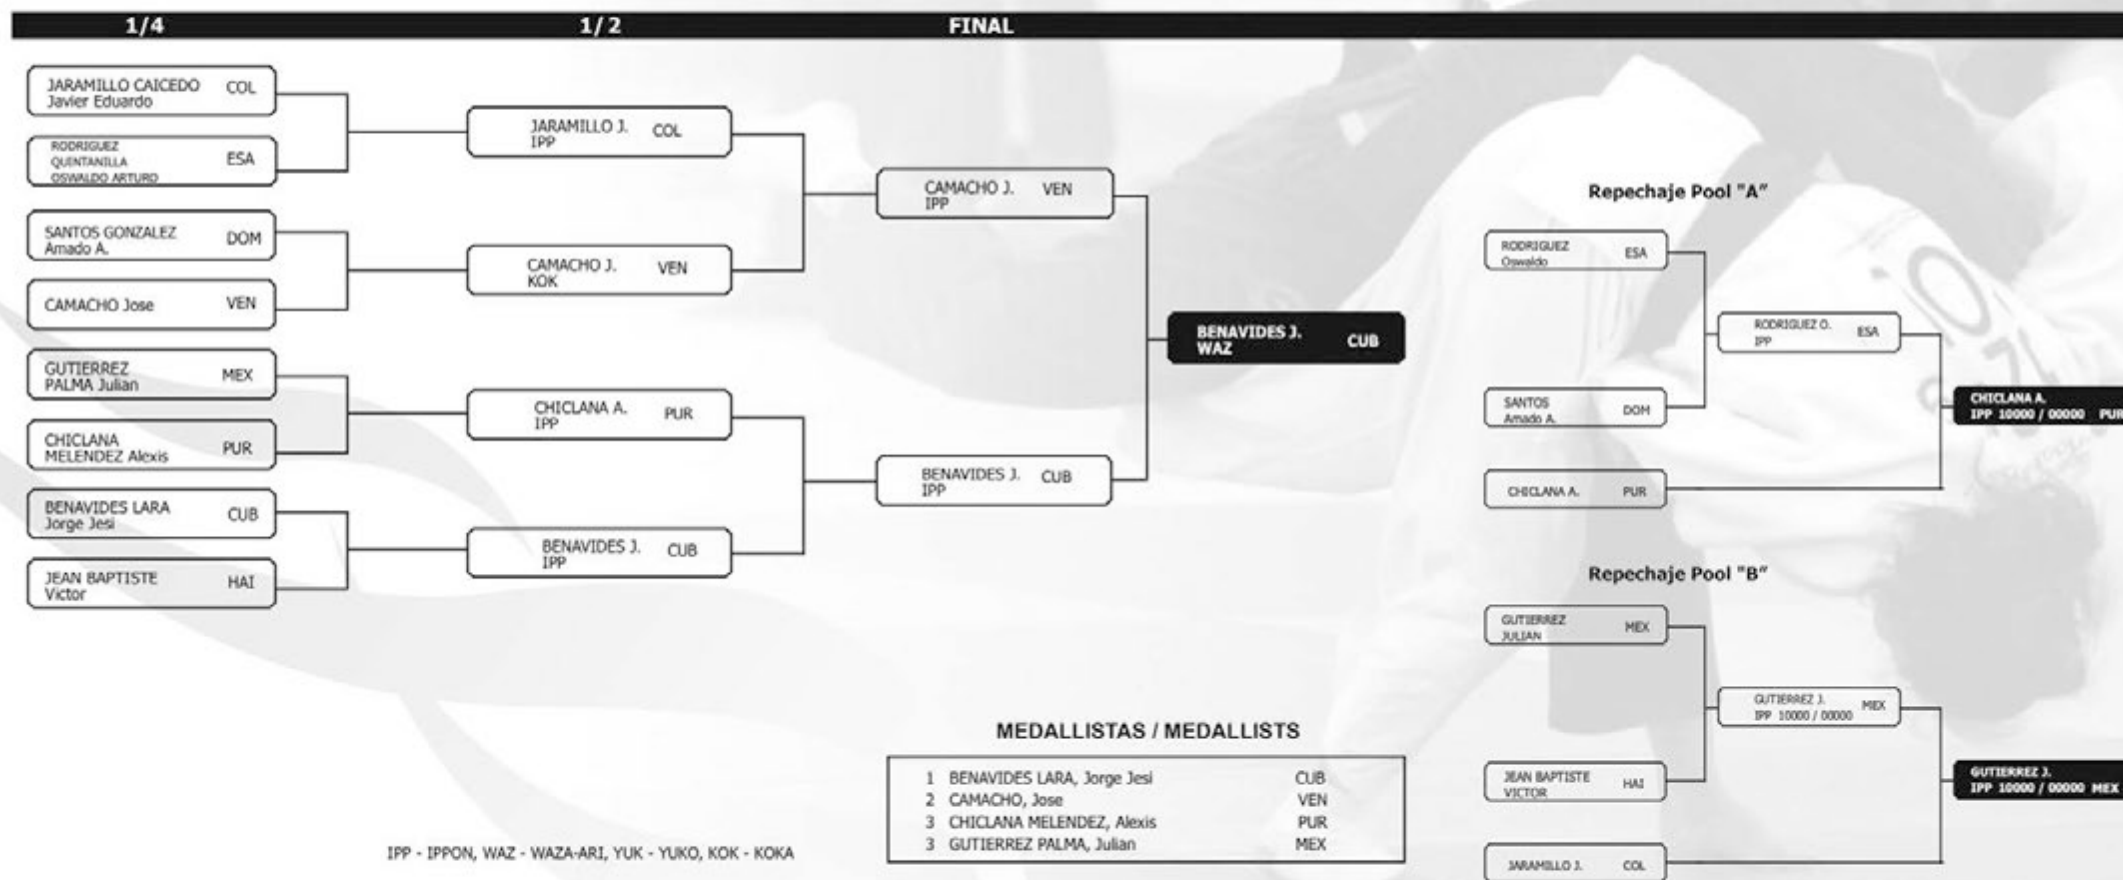 1/4 1/2 FINAL
JARAMILLO CAICEDO COL
Javier Eduardo
RODRIGUEZ
QUINTANILLA ESA
OSWALDO ARTURO
SANTOS GONZALEZ DOM
Amado A.
CAMACHO Jose VEN
GUTIERREZ MEX
PALMA Julian
CHICLANA PUR
MELENDEZ Alexis
BENAVIDES LARA CUB
Jorge Jesi
JEAN BAPTISTE HAI
Victor
JARAMILLO J. COL
IPP
CAMACHO J. VEN
KOK
CHICLANA A. PUR
IPP
BENAVIDES J. CUB
IPP
CAMACHO J. VEN
IPP
BENAVIDES J. CUB
IPP
BENAVIDES J. CUB
WAZ
Repechaje Pool "A"
RODRIGUEZ ESA
Oswaldo
SANTOS DOM
Amado A.
CHICLANA A. PUR
RODRIGUEZ O. ESA
IPP
CHICLANA A.
IPP 10000 / 00000 PUR
Repechaje Pool "B"
GUTIERREZ MEX
JULIAN
JEAN BAPTISTE HAI
VICTOR
JARAMILLO J. COL
GUTIERREZ J. MEX
IPP 10000 / 00000
GUTIERREZ J.
IPP 10000 / 00000 MEX
MEDALLISTAS / MEDALLISTS
1 BENAVIDES LARA, Jorge Jesi CUB
2 CAMACHO, Jose VEN
3 CHICLANA MELENDEZ, Alexis PUR
3 GUTIERREZ PALMA, Julian MEX
IPP - IPPON, WAZ - WAZA-ARI, YUK - YUKO, KOK - KOKA